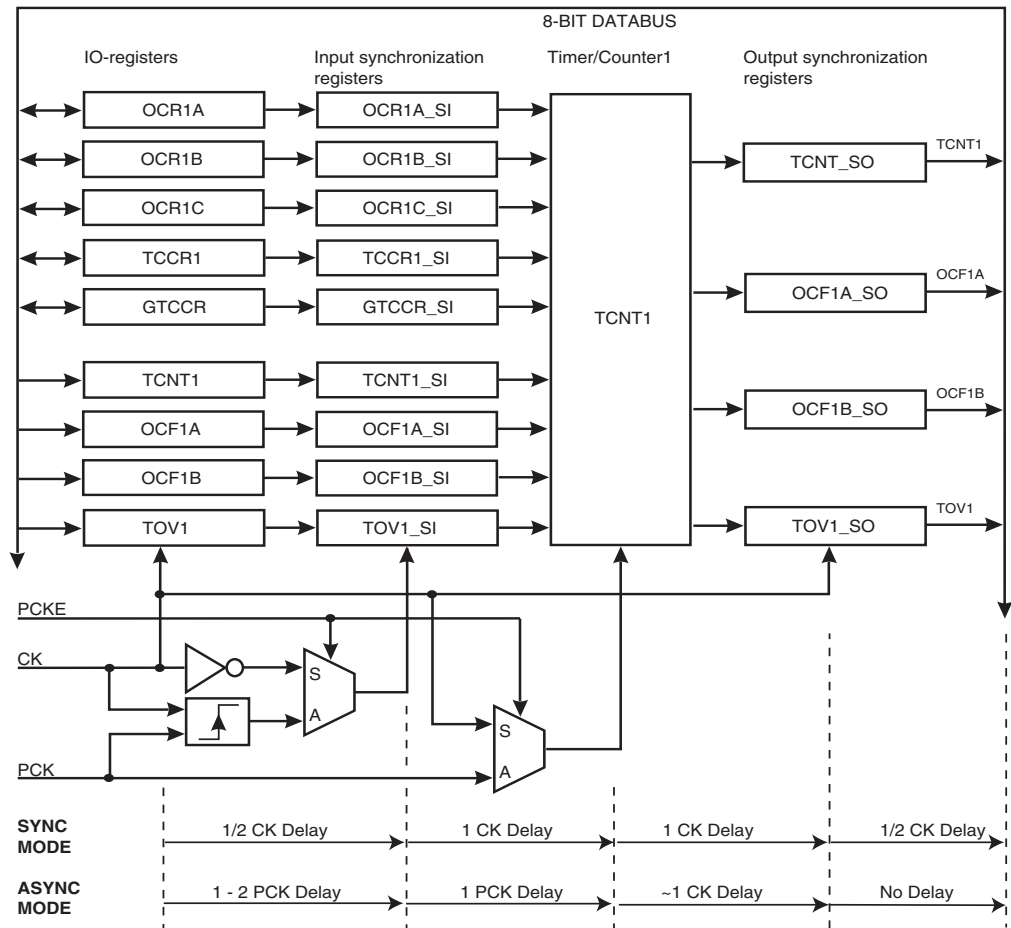 8-BIT DATABUS
IO-registers
Input synchronization
registers
Timer/Counter1
Output synchronization
registers
OCR1A
OCR1A_SI
OCR1B
OCR1B_SI
TCNT_SO
TCNT1
OCR1C
OCR1C_SI
TCCR1
TCCR1_SI
GTCCR
GTCCR_SI
OCF1A_SO
OCF1A
TCNT1
TCNT1
TCNT1_SI
OCF1A
OCF1A_SI
OCF1B_SO
OCF1B
OCF1B
OCF1B_SI
TOV1
TOV1_SI
TOV1_SO
TOV1
PCKE
CK
S
A
S
A
PCK
SYNC
MODE
1/2 CK Delay
1 CK Delay
1 CK Delay
1/2 CK Delay
ASYNC
MODE
1 - 2 PCK Delay
1 PCK Delay
~1 CK Delay
No Delay